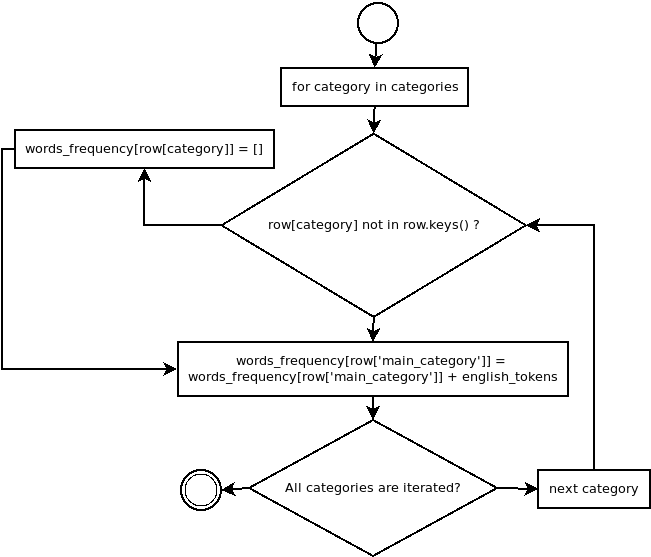 for category in categories
words_frequency[row[category]] = []
row[category] not in row.keys() ?
words_frequency[row['main_category']] =
words_frequency[row['main_category']] + english_tokens
All categories are iterated?
next category